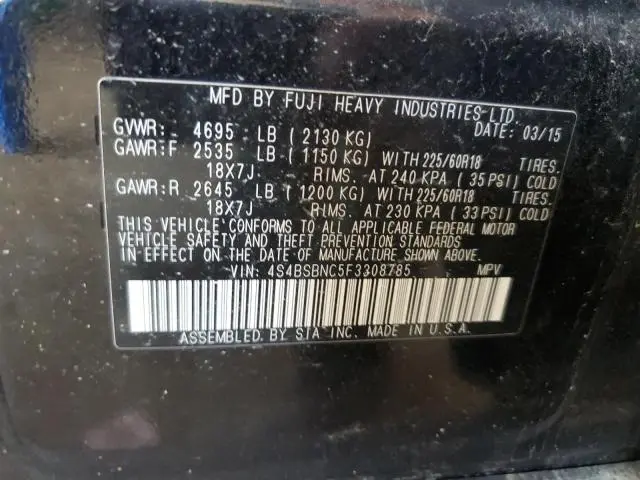 MFD BY FUJI HEAVY INDUSTRIES-LTD.
DATE: 03/15
GVWR: 4695 LB ( 2130 KG)
GAWR:F 2535 LB ( 1150 KG) WITH 225/60R18 TIRES.
18X7J RIMS. AT 240 KPA ( 35 PSI) COLD
GAWR:R 2645 LB ( 1200 KG) WITH 225/60R18 TIRES.
18X7J RIMS. AT 230 KPA ( 33 PSI) COLD
THIS VEHICLE CONFORMS TO ALL APPLICABLE FEDERAL MOTOR
VEHICLE SAFETY AND THEFT PREVENTION STANDARDS
IN EFFECT ON THE DATE OF MANUFACTURE SHOWN ABOVE.
VIN: 4S4BSBNC5F3308785 MPV
ASSEMBLED BY SIA INC. MADE IN U.S.A.